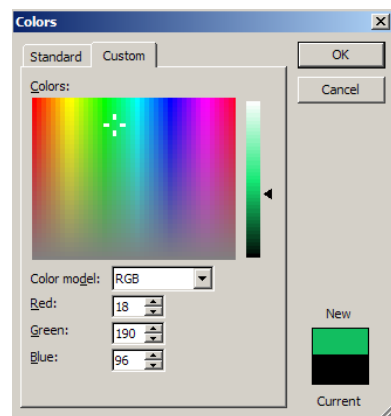 Colors
Standard Custom
OK
Cancel
Colors:
Color model: RGB
Red: 18
Green: 190
Blue: 96
New
Current